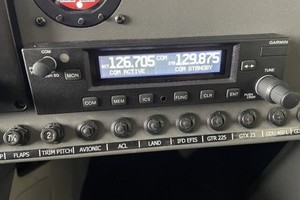 GARMIN
COM
126.705 COM 129.875
COM ACTIVE COM STANDBY
MON
TUNE
COM MEM ICS FUNC CLR ENT
FLAPS TRIM PITCH AVIONIC ACL LAND IFD EFIS GTR 225 GTX 23